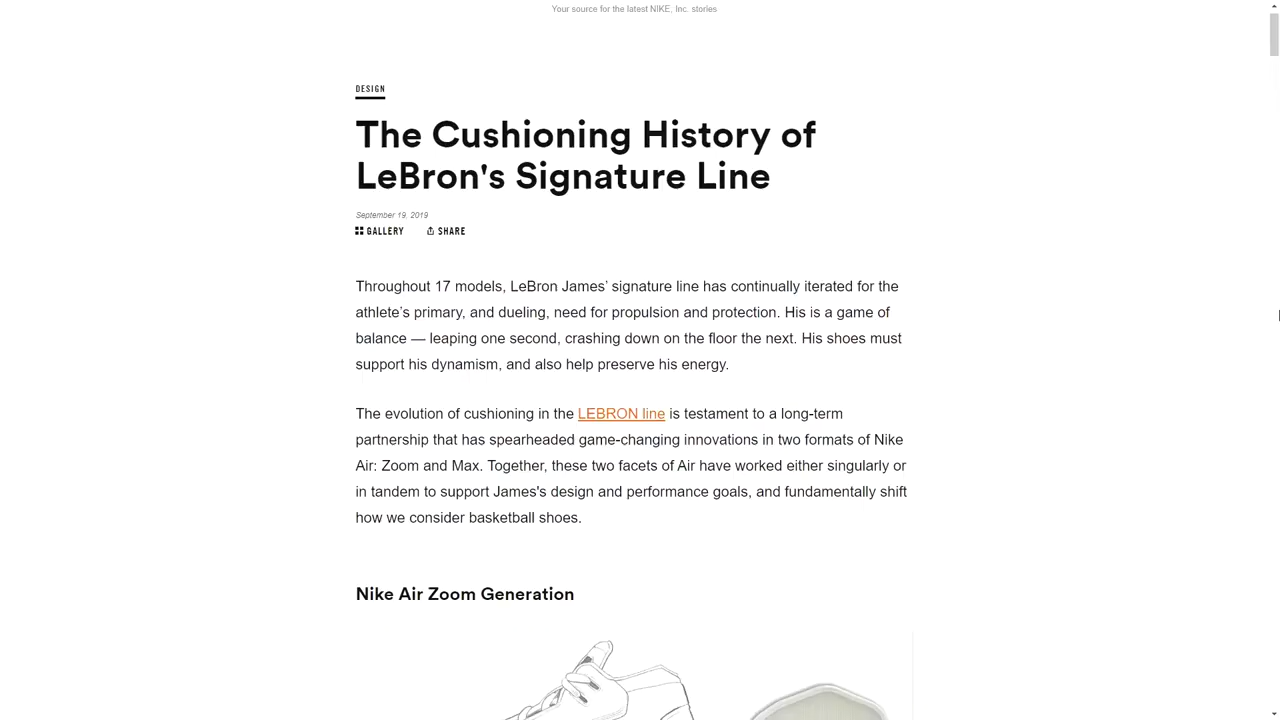 Your source for the latest NIKE, Inc. stories
DESIGN
The Cushioning History of
LeBron's Signature Line
September 19, 2019
GALLERY SHARE
Throughout 17 models, LeBron James’ signature line has continually iterated for the
athlete’s primary, and dueling, need for propulsion and protection. His is a game of
balance — leaping one second, crashing down on the floor the next. His shoes must
support his dynamism, and also help preserve his energy.
The evolution of cushioning in the LEBRON line is testament to a long-term
partnership that has spearheaded game-changing innovations in two formats of Nike
Air: Zoom and Max. Together, these two facets of Air have worked either singularly or
in tandem to support James's design and performance goals, and fundamentally shift
how we consider basketball shoes.
Nike Air Zoom Generation